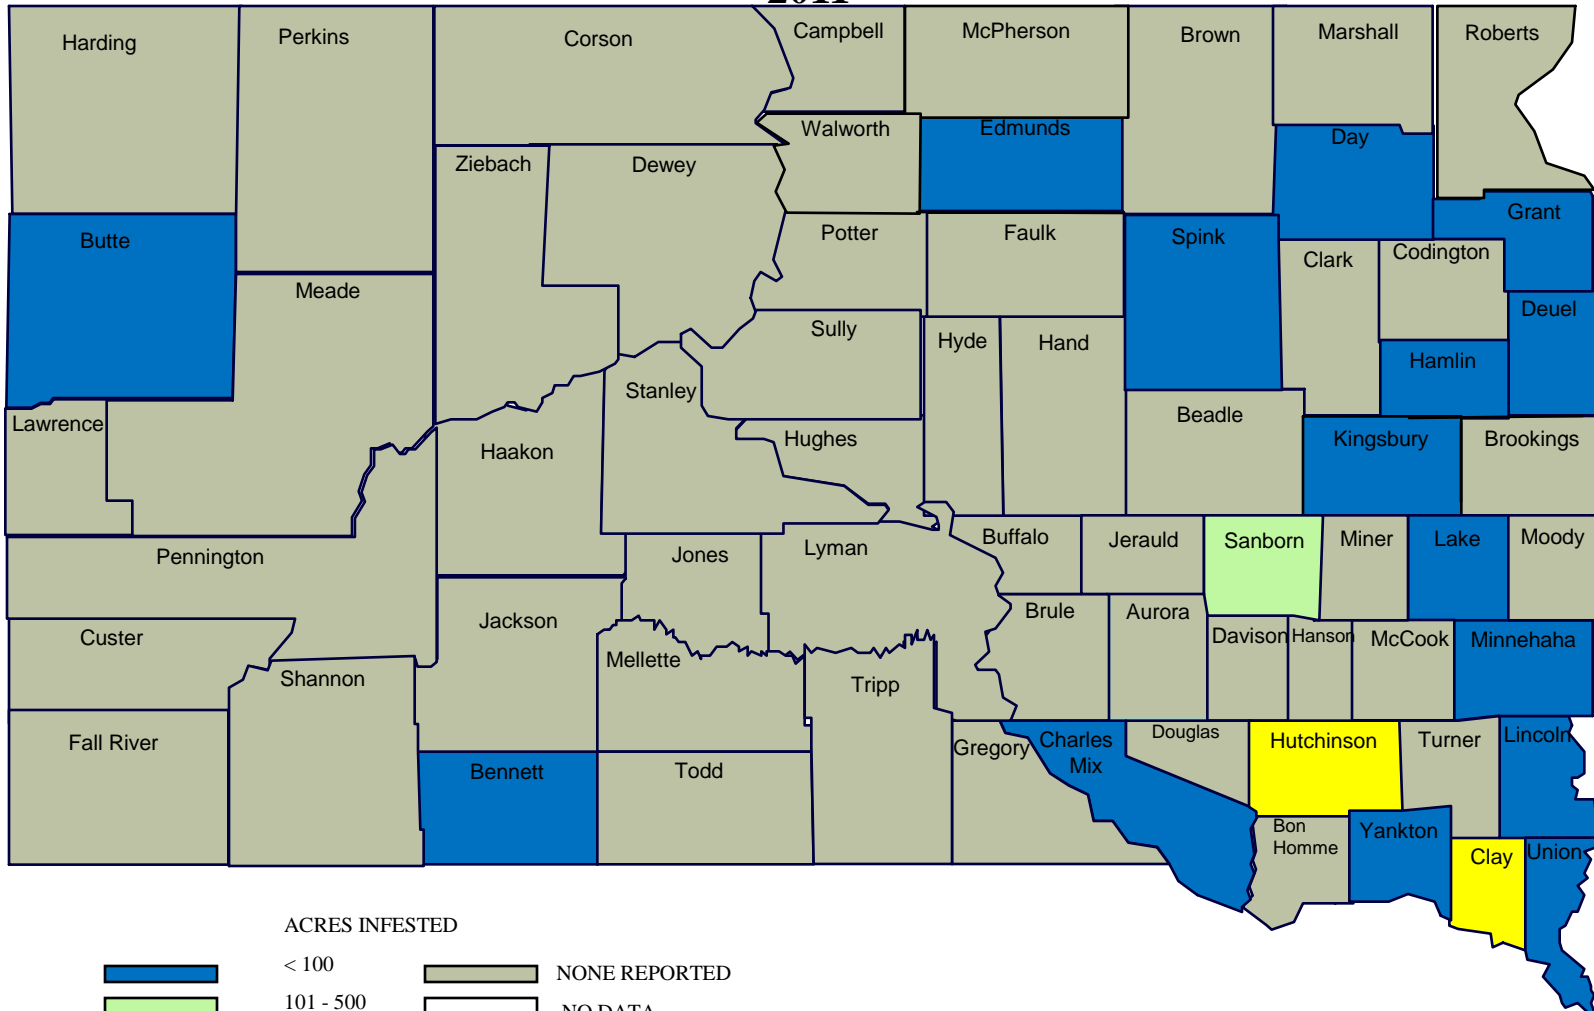 2011
Harding
Perkins
Corson
Campbell
McPherson
Brown
Marshall
Roberts
Walworth
Edmunds
Day
Ziebach
Dewey
Grant
Butte
Potter
Faulk
Spink
Clark
Codington
Meade
Deuel
Sully
Hyde
Hand
Hamlin
Stanley
Lawrence
Beadle
Haakon
Hughes
Kingsbury
Brookings
Pennington
Jones
Lyman
Buffalo
Jerauld
Sanborn
Miner
Lake
Moody
Custer
Jackson
Brule
Aurora
Davison
Hanson
McCook
Minnehaha
Shannon
Mellette
Tripp
Fall River
Bennett
Todd
Gregory
Charles
Mix
Douglas
Hutchinson
Turner
Lincoln
Bon
Homme
Yankton
Clay
Union
ACRES INFESTED
< 100
NONE REPORTED
101 - 500
NO DATA